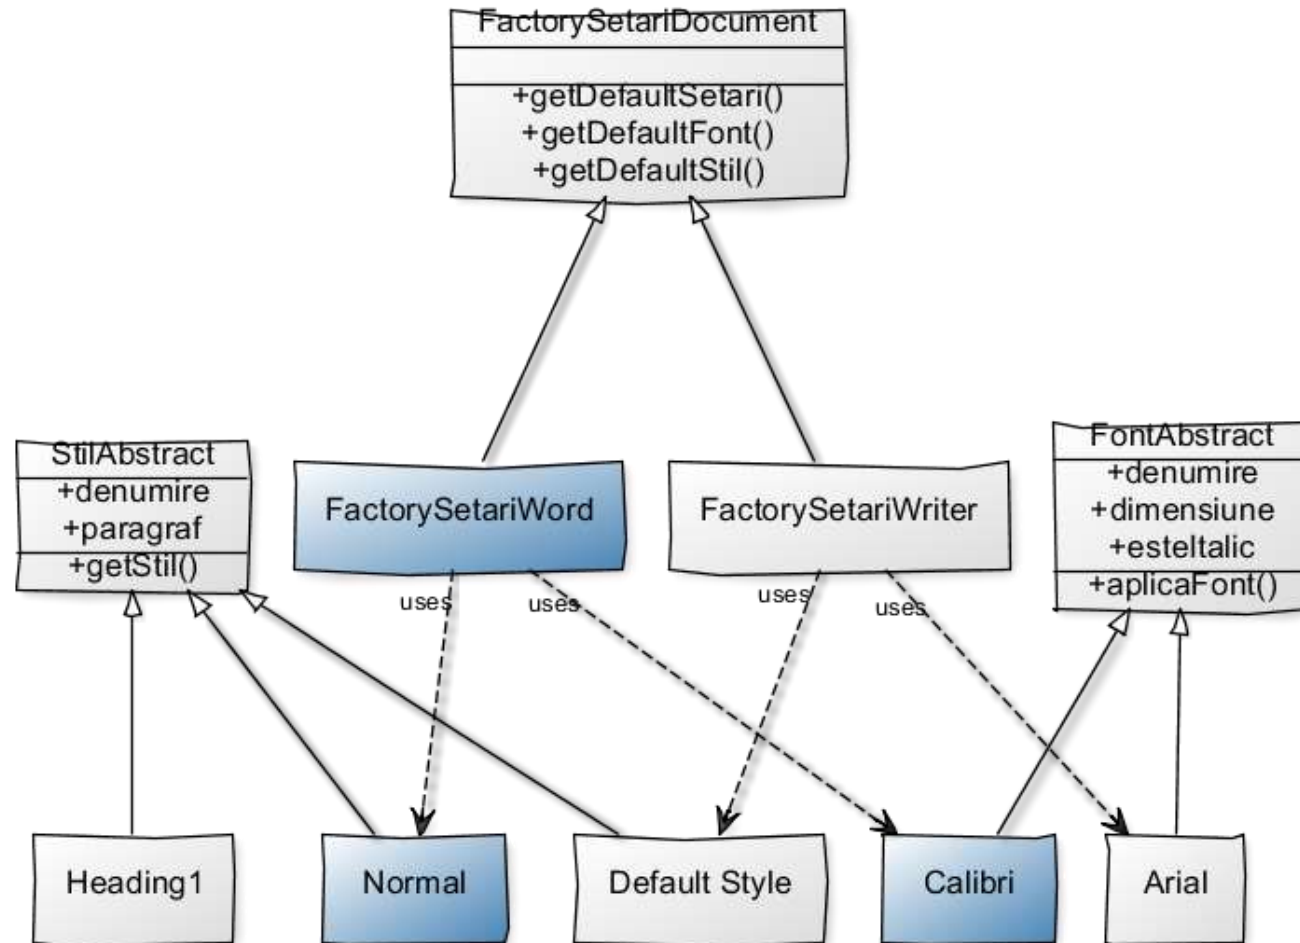 FactorySetariDocument
+getDefaultSetari()
+getDefaultFont()
+getDefaultStil()
StilAbstract
+denumire
+paragraf
+getStil()
FactorySetariWord
FactorySetariWriter
FontAbstract
+denumire
+dimensiune
+esteItalic
+aplicaFont()
uses
uses
uses
uses
Heading1
Normal
Default Style
Calibri
Arial